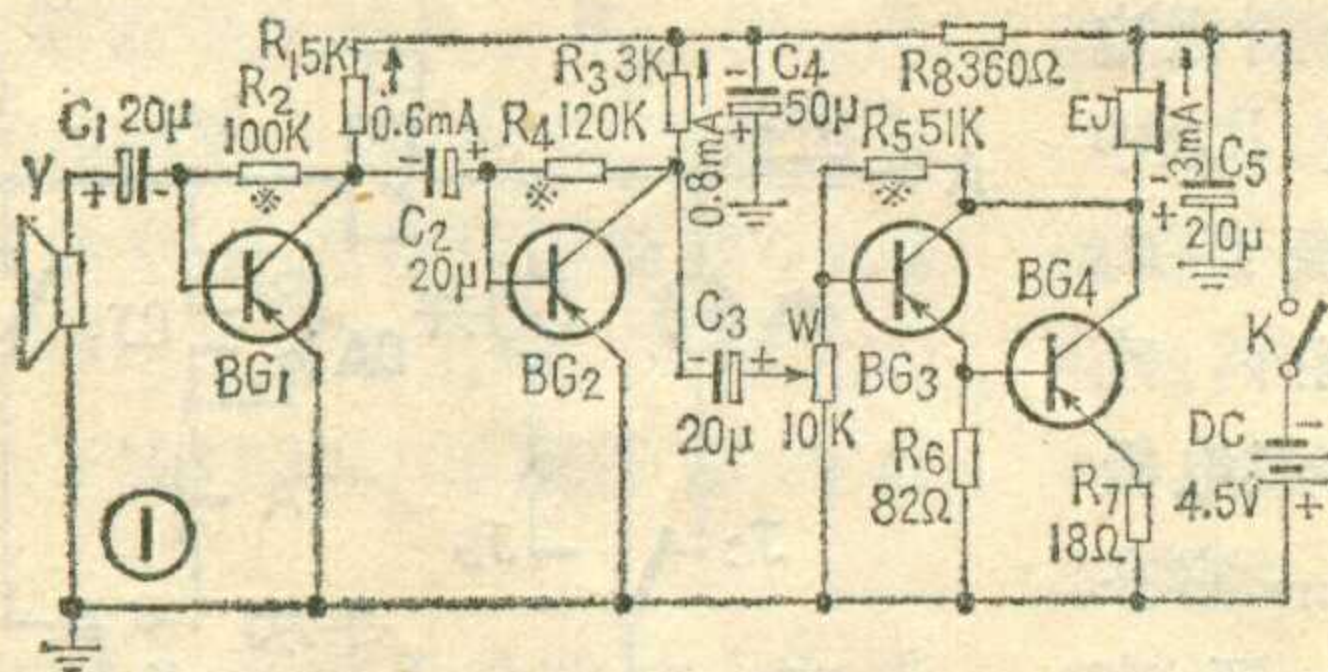 R1 5K
R2
100K
※
C1 20μ
Y
+
-
0.6mA
BG1
-
+
C2
20μ
R4 120K
※
BG2
R3 3K
0.8mA
-
+
C4
50μ
R8 360Ω
C3
-
+
20μ
W
10K
R5 51K
※
BG3
R6
82Ω
EJ
3mA
-
+
C5
20μ
BG4
R7
18Ω
K
DC
4.5V
-
+
1